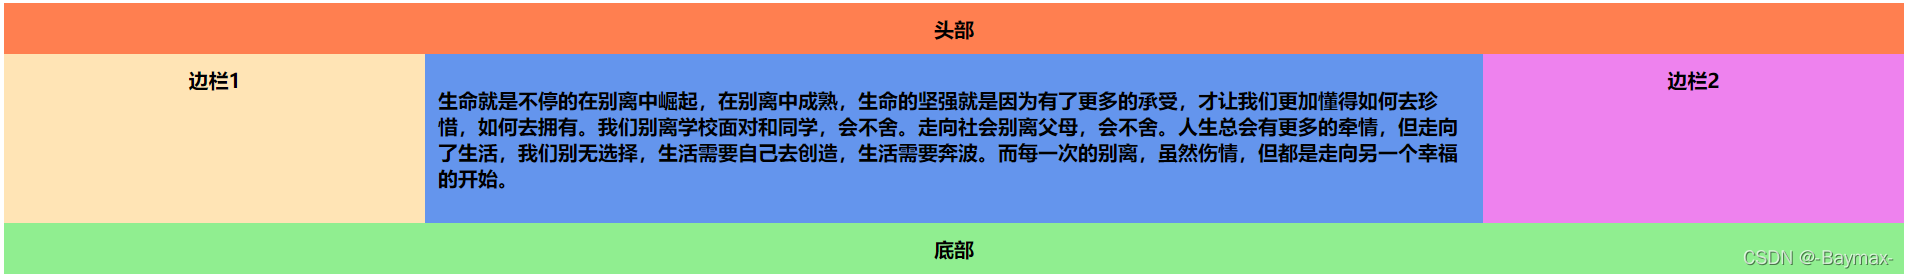 头部
边栏1
生命就是不停的在别离中崛起，在别离中成熟，生命的坚强就是因为有了更多的承受，才让我们更加懂得如何去珍
惜，如何去拥有。我们别离学校面对和同学，会不舍。走向社会别离父母，会不舍。人生总会有更多的牵情，但走向
了生活，我们别无选择，生活需要自己去创造，生活需要奔波。而每一次的别离，虽然伤情，但都是走向另一个幸福
的开始。
边栏2
底部
CSDN @-Baymax-